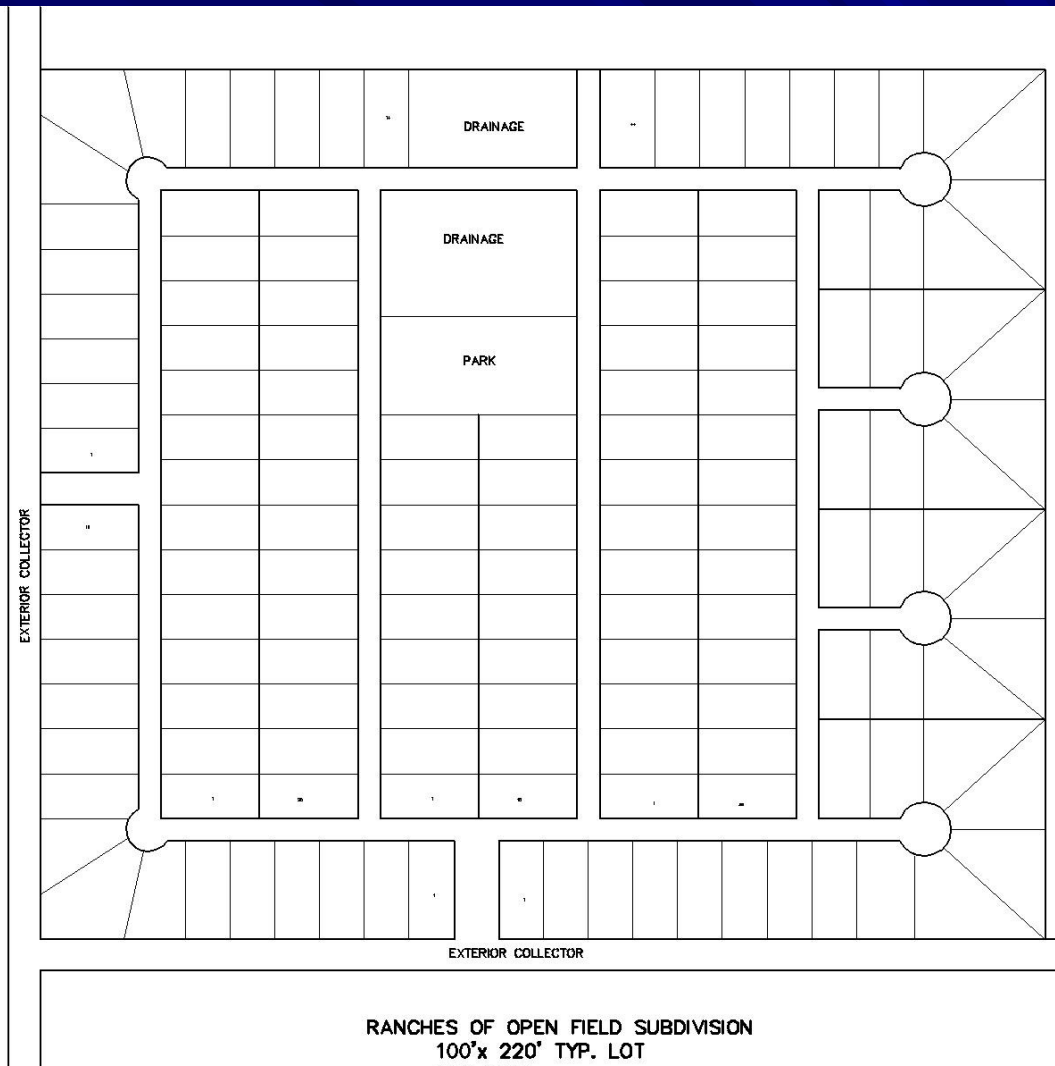 DRAINAGE
DRAINAGE
PARK
EXTERIOR COLLECTOR
EXTERIOR COLLECTOR
RANCHES OF OPEN FIELD SUBDIVISION
100'x 220' TYP. LOT